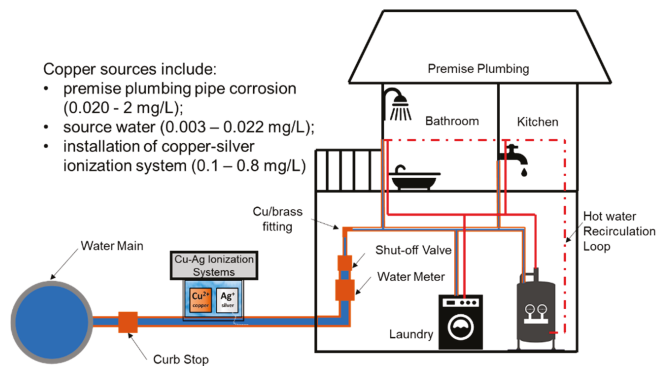 Copper sources include:
• premise plumbing pipe corrosion
(0.020 - 2 mg/L);
• source water (0.003 – 0.022 mg/L);
• installation of copper-silver
ionization system (0.1 – 0.8 mg/L)
Premise Plumbing
Bathroom
Kitchen
Cu/brass
fitting
Hot water
Recirculation
Loop
Water Main
Cu-Ag Ionization
Systems
Shut-off Valve
Cu²⁺
copper
Ag⁺
silver
Water Meter
Laundry
Curb Stop